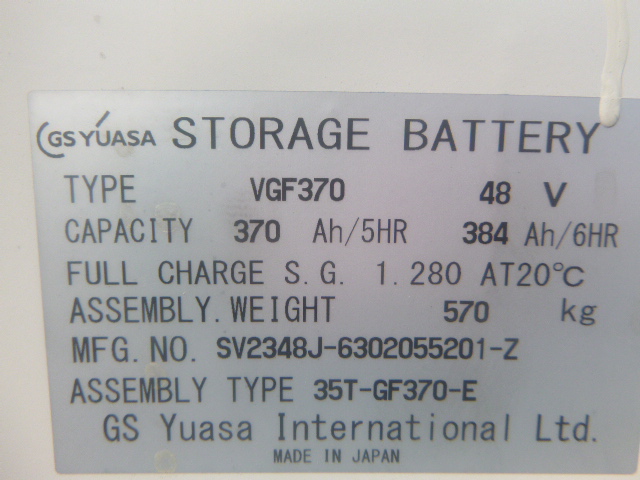 GS YUASA STORAGE BATTERY
TYPE VGF370 48 V
CAPACITY 370 Ah/5HR 384 Ah/6HR
FULL CHARGE S.G. 1.280 AT20℃
ASSEMBLY.WEIGHT 570 kg
MFG.NO. SV2348J-6302055201-Z
ASSEMBLY TYPE 35T-GF370-E
GS Yuasa International Ltd.
MADE IN JAPAN